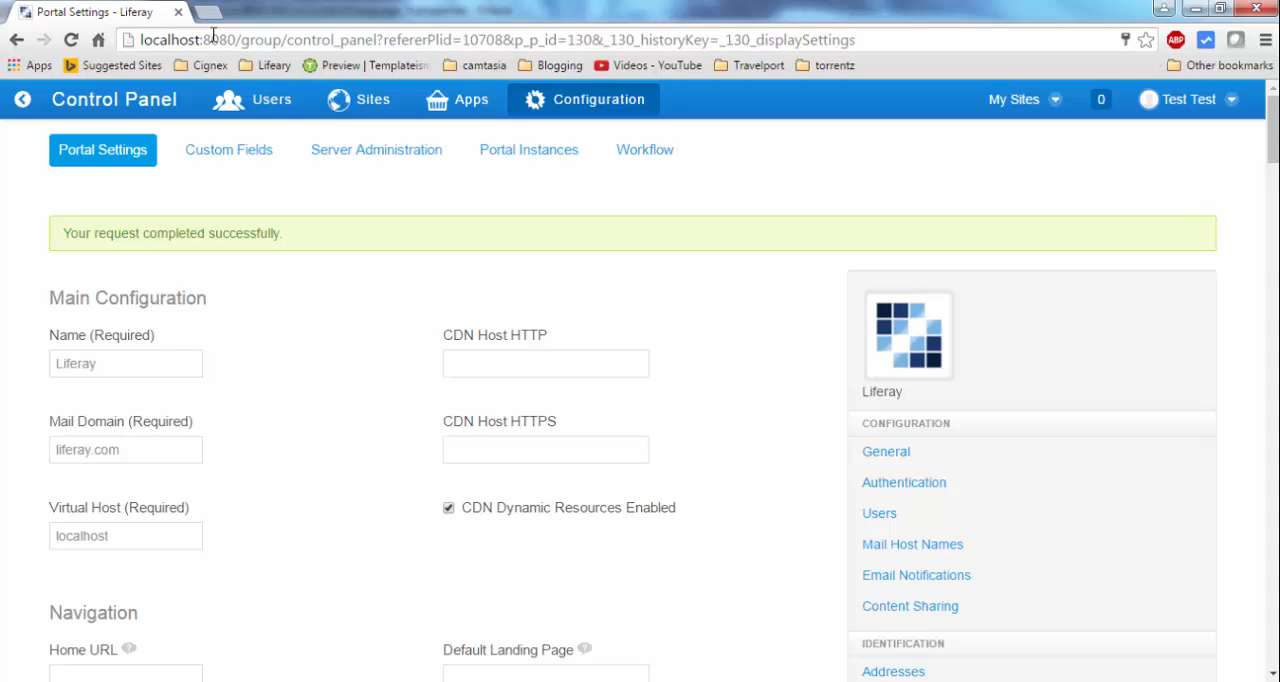 Portal Settings - Liferay
localhost:8080/group/control_panel?refererPlid=10708&p_p_id=130&_130_historyKey=_130_displaySettings
ABP
Apps Suggested Sites Cignex Lifeary Preview | Templateism camtasia Blogging Videos - YouTube Travelport torrentz Other bookmarks
Control Panel Users Sites Apps Configuration My Sites 0 Test Test
Portal Settings Custom Fields Server Administration Portal Instances Workflow
Your request completed successfully.
Main Configuration
Name (Required) CDN Host HTTP
Liferay
Liferay
Mail Domain (Required) CDN Host HTTPS
CONFIGURATION
liferay.com
General
Authentication
Virtual Host (Required) CDN Dynamic Resources Enabled
Users
localhost
Mail Host Names
Email Notifications
Content Sharing
Navigation
IDENTIFICATION
Home URL Default Landing Page
Addresses